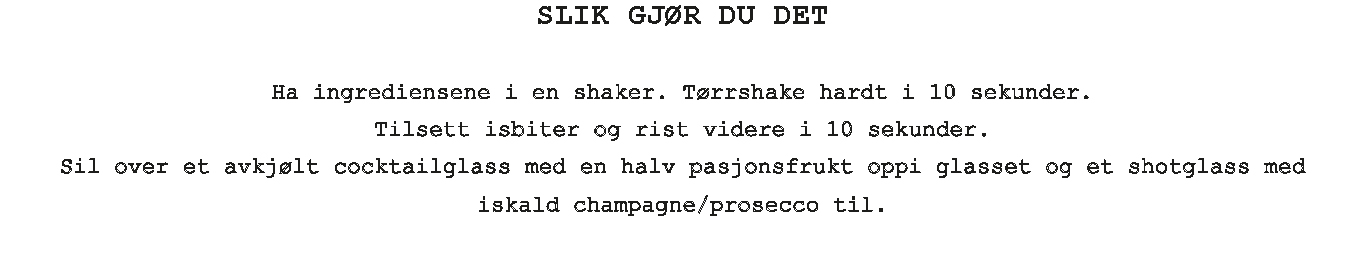 SLIK GJØR DU DET
Ha ingrediensene i en shaker. Tørrshake hardt i 10 sekunder.
Tilsett isbiter og rist videre i 10 sekunder.
Sil over et avkjølt cocktailglass med en halv pasjonsfrukt oppi glasset og et shotglass med
iskald champagne/prosecco til.